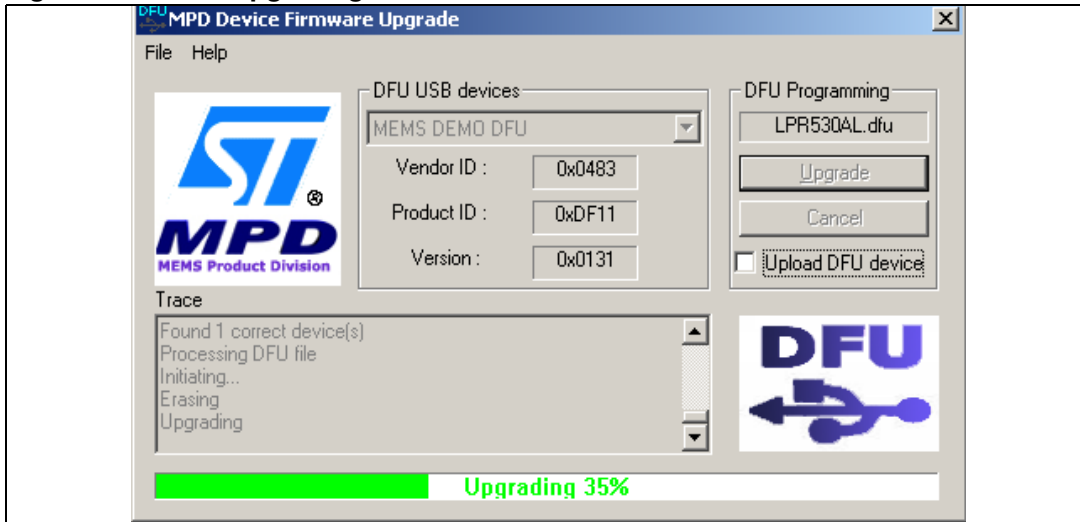 DFU MPD Device Firmware Upgrade
File Help
DFU USB devices
MEMS DEMO DFU
Vendor ID : 0x0483
Product ID : 0xDF11
Version : 0x0131
DFU Programming
LPR530AL.dfu
Upgrade
Cancel
Upload DFU device
ST ®
MPD
MEMS Product Division
Trace
Found 1 correct device(s)
Processing DFU file
Initiating...
Erasing
Upgrading
DFU
Upgrading 35%